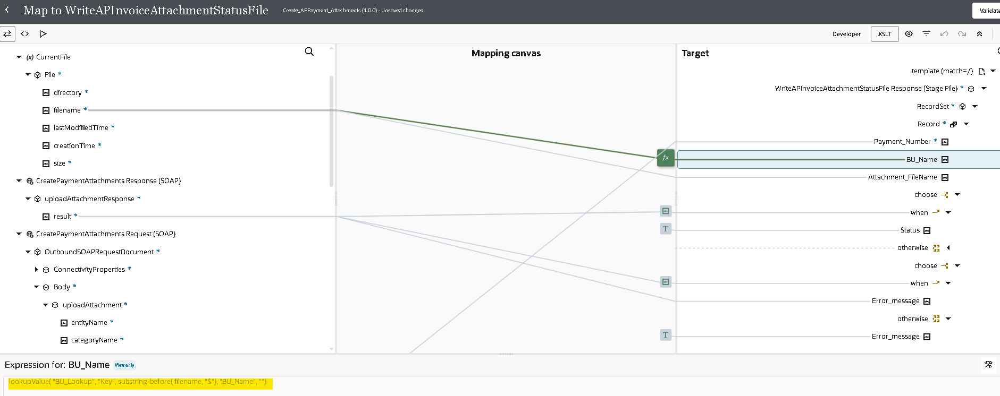 Map to WriteAPInvoiceAttachmentStatusFile Create_APPayment_Attachments (1.0.0) - Unsaved changes
Validate
Developer XSLT
Mapping canvas
Target
(x) CurrentFile
File *
directory *
filename *
lastModifiedTime *
creationTime *
size *
CreatePaymentAttachments Response (SOAP)
uploadAttachmentResponse *
result *
CreatePaymentAttachments Request (SOAP)
OutboundSOAPRequestDocument *
ConnectivityProperties *
Body *
uploadAttachment *
entityName *
categoryName *
fx
T
T
template (match=/)
WriteAPInvoiceAttachmentStatusFile Response (Stage File) *
RecordSet *
Record *
Payment_Number *
BU_Name
Attachment_FileName
choose
when
Status
otherwise
choose
when
Error_message
otherwise
Error_message
Expression for: BU_Name View only
lookupValue( "BU_Lookup", "Key", substring-before( filename, "$"), "BU_Name", "")